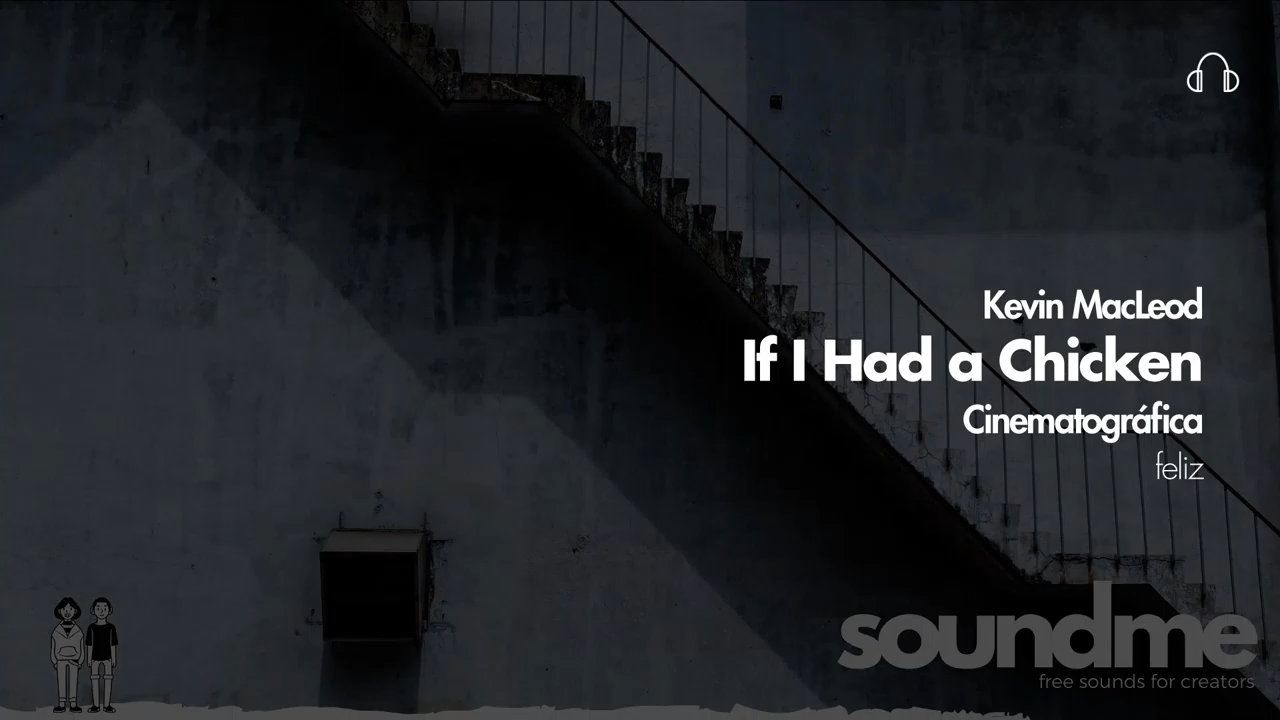 Kevin MacLeod
If I Had a Chicken
Cinematográfica
feliz
soundme
free sounds for creators